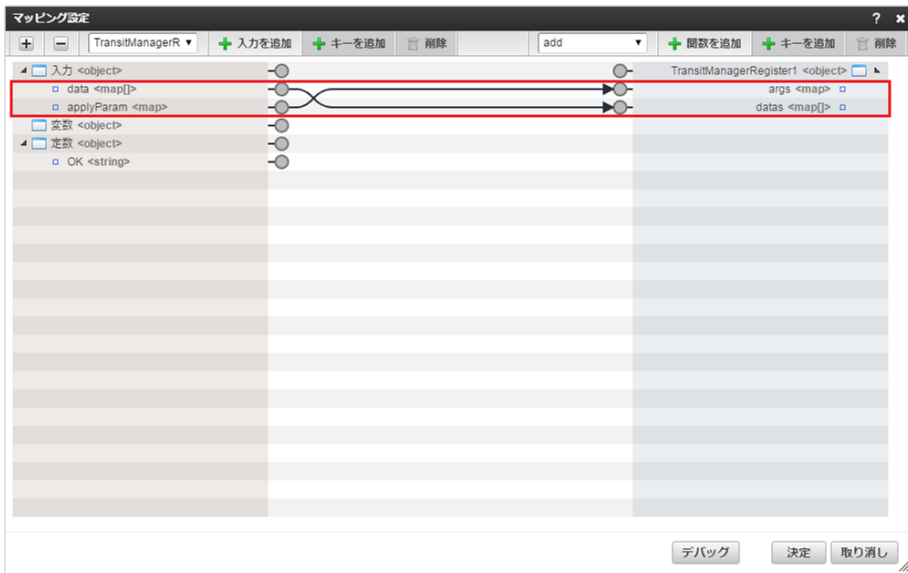 マッピング設定
?
TransitManagerR ▼ 入力を追加 キーを追加 削除 add ▼ 関数を追加 キーを追加 削除
入力 <object> TransitManagerRegister1 <object>
data <map[]> args <map>
applyParam <map> datas <map[]>
変数 <object>
定数 <object>
OK <string>
デバッグ 決定 取り消し